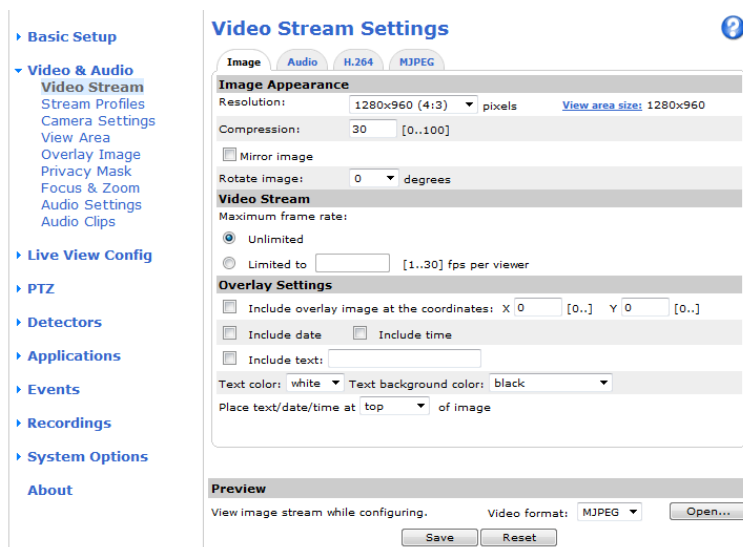 Basic Setup
Video & Audio
Video Stream
Stream Profiles
Camera Settings
View Area
Overlay Image
Privacy Mask
Focus & Zoom
Audio Settings
Audio Clips
Live View Config
PTZ
Detectors
Applications
Events
Recordings
System Options
About
Video Stream Settings ?
Image Audio H.264 MJPEG
Image Appearance
Resolution: 1280x960 (4:3) pixels View area size: 1280x960
Compression: 30 [0..100]
Mirror image
Rotate image: 0 degrees
Video Stream
Maximum frame rate:
Unlimited
Limited to [1..30] fps per viewer
Overlay Settings
Include overlay image at the coordinates: X 0 [0..] Y 0 [0..]
Include date Include time
Include text:
Text color: white Text background color: black
Place text/date/time at top of image
Preview
View image stream while configuring. Video format: MJPEG Open...
Save Reset